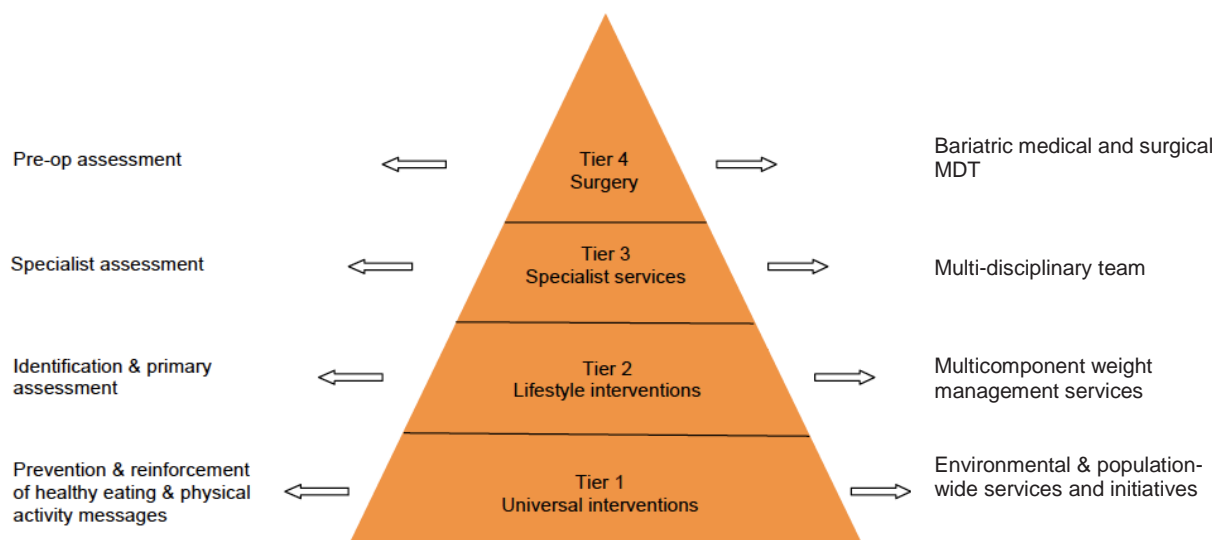 Pre-op assessment
Tier 4
Surgery
Bariatric medical and surgical
MDT
Specialist assessment
Tier 3
Specialist services
Multi-disciplinary team
Identification & primary
assessment
Tier 2
Lifestyle interventions
Multicomponent weight
management services
Prevention & reinforcement
of healthy eating & physical
activity messages
Tier 1
Universal interventions
Environmental & population-
wide services and initiatives